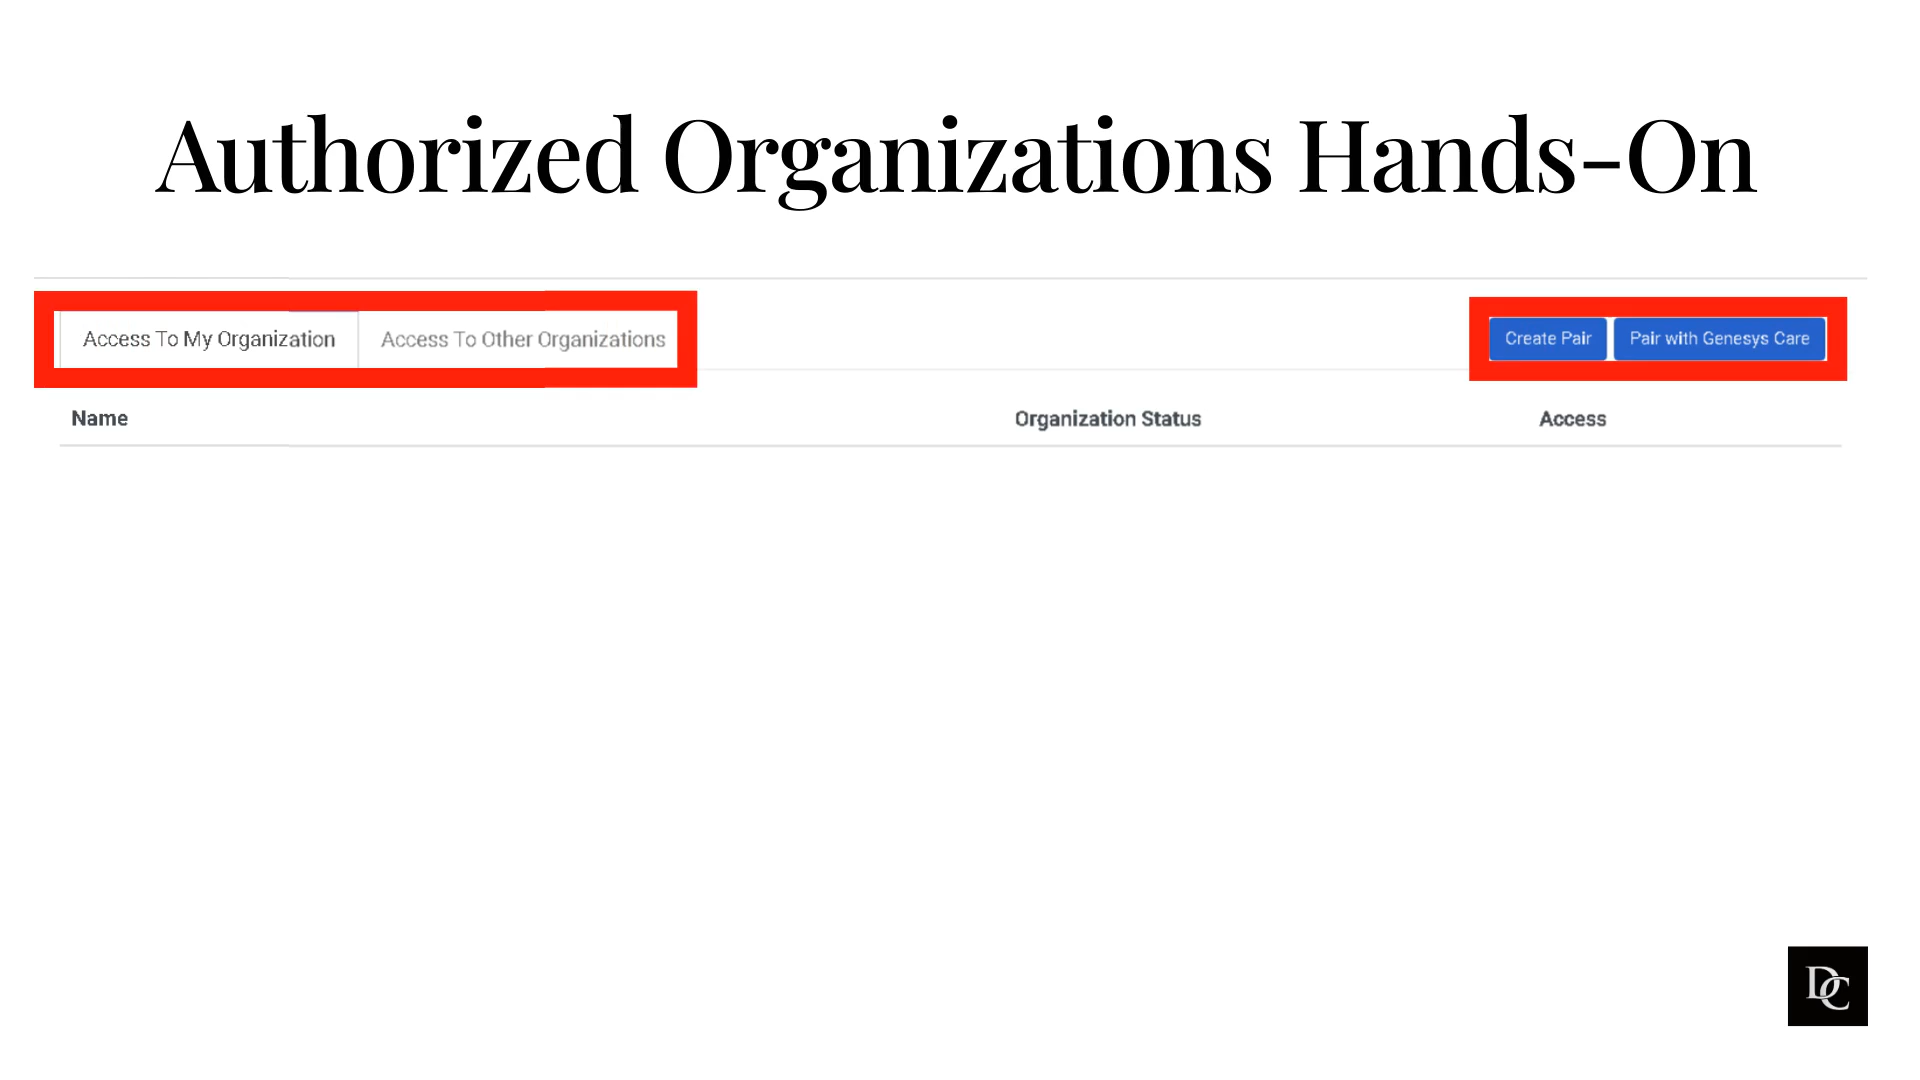 Authorized Organizations Hands-On
Access To My Organization Access To Other Organizations Create Pair Pair with Genesys Care
Name Organization Status Access
DC